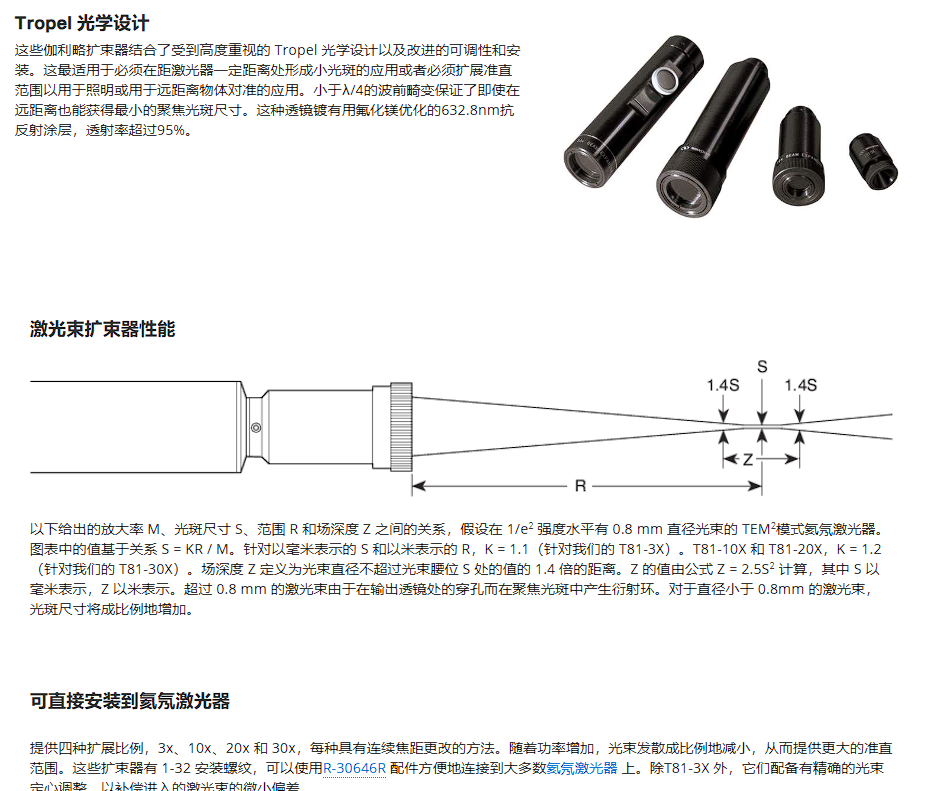 Tropel 光学设计
这些伽利略扩束器结合了受到高度重视的 Tropel 光学设计以及改进的可调性和安
装。这最适用于必须在距激光器一定距离处形成小光斑的应用或者必须扩展准直
范围以用于照明或用于远距离物体对准的应用。小于λ/4的波前畸变保证了即使在
远距离也能获得最小的聚焦光斑尺寸。这种透镜镀有用氟化镁优化的632.8nm抗
反射涂层，透射率超过95%。
激光束扩束器性能
S
1.4S
1.4S
Z
R
以下给出的放大率 M、光斑尺寸 S、范围 R 和场深度 Z 之间的关系，假设在 1/e² 强度水平有 0.8 mm 直径光束的 TEM²模式氦氖激光器。
图表中的值基于关系 S = KR / M。针对以毫米表示的 S 和以米表示的 R，K = 1.1（针对我们的 T81-3X）。T81-10X 和 T81-20X，K = 1.2
（针对我们的 T81-30X）。场深度 Z 定义为光束直径不超过光束腰位 S 处的值的 1.4 倍的距离。Z 的值由公式 Z = 2.5S² 计算，其中 S 以
毫米表示，Z 以米表示。超过 0.8 mm 的激光束由于在输出透镜处的穿孔而在聚焦光斑中产生衍射环。对于直径小于 0.8mm 的激光束，
光斑尺寸将成比例地增加。
可直接安装到氦氖激光器
提供四种扩展比例，3x、10x、20x 和 30x，每种具有连续焦距更改的方法。随着功率增加，光束发散成比例地减小，从而提供更大的准直
范围。这些扩束器有 1-32 安装螺纹，可以使用R-30646R 配件方便地连接到大多数氦氖激光器 上。除T81-3X 外，它们配备有精确的光束
定心调整，以补偿进入的激光束的微小偏差。